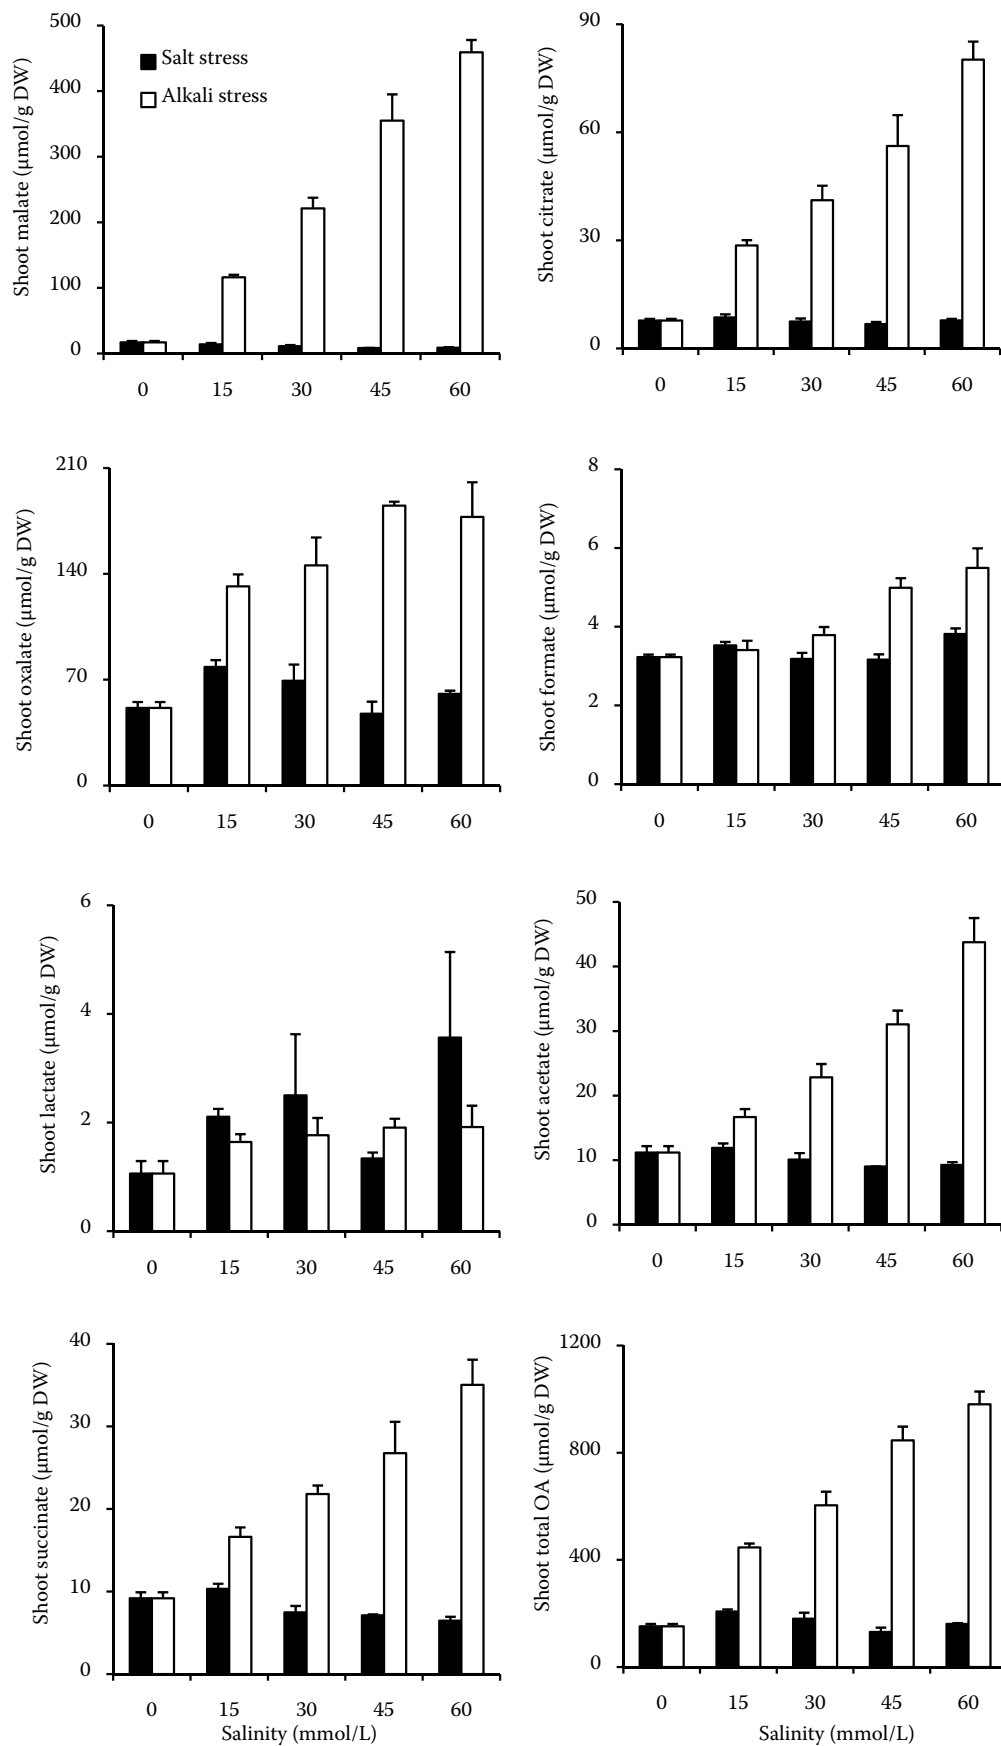 Shoot malate (μmol/g DW)
500
400
300
200
100
0
Salt stress
Alkali stress
0 15 30 45 60
Shoot citrate (μmol/g DW)
90
60
30
0
0 15 30 45 60
Shoot oxalate (μmol/g DW)
210
140
70
0
0 15 30 45 60
Shoot formate (μmol/g DW)
8
6
4
2
0
0 15 30 45 60
Shoot lactate (μmol/g DW)
6
4
2
0
0 15 30 45 60
Shoot acetate (μmol/g DW)
50
40
30
20
10
0
0 15 30 45 60
Shoot succinate (μmol/g DW)
40
30
20
10
0
0 15 30 45 60
Salinity (mmol/L)
Shoot total OA (μmol/g DW)
1200
800
400
0
0 15 30 45 60
Salinity (mmol/L)